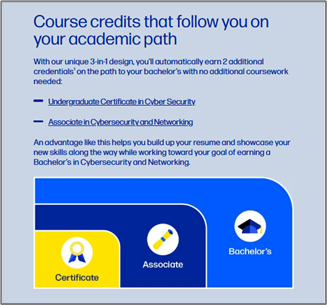 Course credits that follow you on
your academic path
With our unique 3-in-1 design, you'll automatically earn 2 additional
credentials¹ on the path to your bachelor's with no additional coursework
needed:
Undergraduate Certificate in Cyber Security
Associate in Cybersecurity and Networking
An advantage like this helps you build up your resume and showcase your
new skills along the way while working toward your goal of earning a
Bachelor's in Cybersecurity and Networking.
Certificate
Associate
Bachelor's